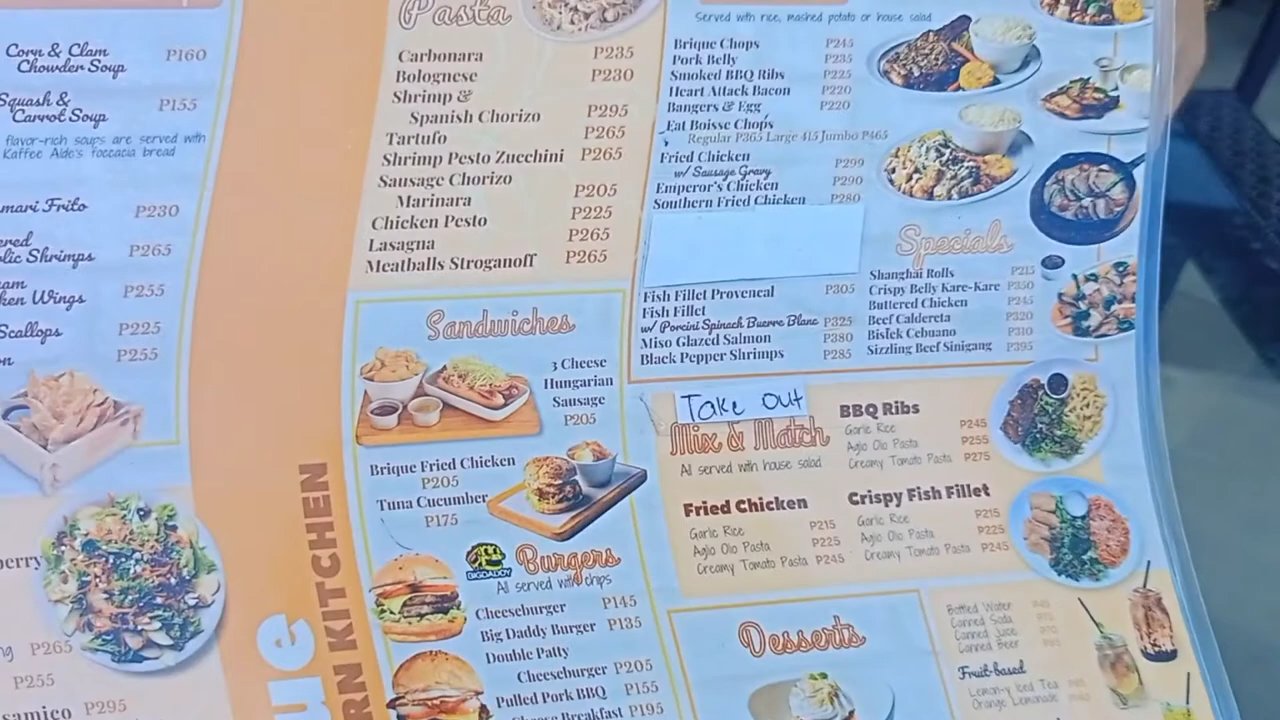 Corn & Clam
Chowder Soup P160
Squash &
Carrot Soup P155
flavor-rich soups are served with
Kaffee Alde's foccacia bread
Frito P230
Shrimps P265
Wings P255
Scallops P225
P255
P265
P255
P295
KITCHEN
Pasta
Carbonara P235
Bolognese P230
Shrimp &
Spanish Chorizo P295
Tartufo P265
Shrimp Pesto Zucchini P265
Sausage Chorizo
Marinara P205
Chicken Pesto P225
Lasagna P265
Meatballs Stroganoff P265
Sandwiches
3 Cheese
Hungarian
Sausage
P205
Brique Fried Chicken
P205
Tuna Cucumber
P175
BIGDADDY
Burgers
All served with chips
Cheeseburger P145
Big Daddy Burger P135
Double Patty
Cheeseburger P205
Pulled Pork BBQ P155
Cheese Breakfast P195
Served with rice, mashed potato or house salad
Brique Chops P245
Pork Belly P235
Smoked BBQ Ribs P225
Heart Attack Bacon P220
Bangers & Egg P220
Eat Boisse Chops
Regular P365 Large 415 Jumbo P465
Fried Chicken P299
w/ Sausage Gravy
Emperor's Chicken P290
Southern Fried Chicken P280
Fish Fillet Provencal P305
Fish Fillet
w/ Porcini Spinach Buerre Blanc P325
Miso Glazed Salmon P380
Black Pepper Shrimps P285
Specials
Shanghai Rolls P215
Crispy Belly Kare-Kare P350
Buttered Chicken P245
Beef Caldereta P320
Bistek Cebuano P310
Sizzling Beef Sinigang P395
Take out
Mix & Match
All served with house salad
BBQ Ribs
Garlic Rice P245
Aglio Olio Pasta P255
Creamy Tomato Pasta P275
Fried Chicken
Garlic Rice P215
Aglio Olio Pasta P225
Creamy Tomato Pasta P245
Crispy Fish Fillet
Garlic Rice P215
Aglio Olio Pasta P225
Creamy Tomato Pasta P245
Desserts
Bottled Water
Canned Soda
Canned Juice
Canned Beer
Fruit-based
Lemon-y Iced Tea
Orange Lemonade